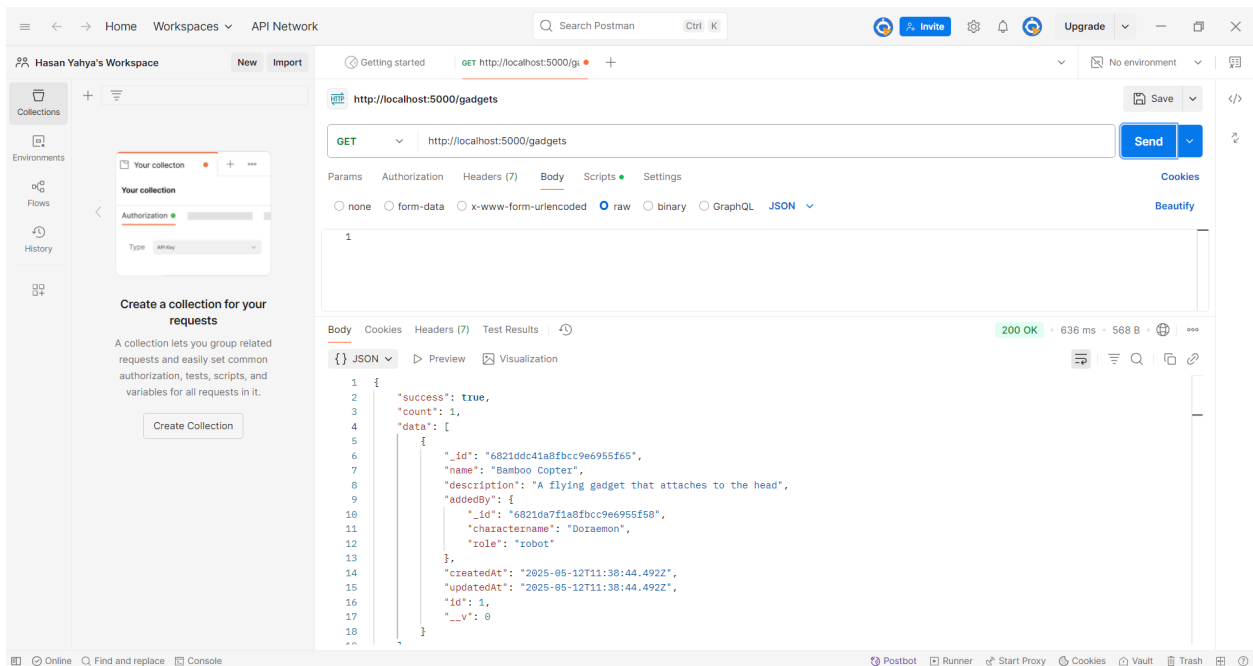 Home Workspaces API Network Search Postman Ctrl K Invite Upgrade
Hasan Yahya's Workspace New Import Getting started GET http://localhost:5000/ga No environment
Collections
Environments
Flows
History
Your collecton
Your collection
Authorization
Type API Key
Create a collection for your
requests
A collection lets you group related
requests and easily set common
authorization, tests, scripts, and
variables for all requests in it.
Create Collection
HTTP http://localhost:5000/gadgets Save
GET http://localhost:5000/gadgets Send
Params Authorization Headers (7) Body Scripts Settings Cookies
none form-data x-www-form-urlencoded raw binary GraphQL JSON Beautify
1
Body Cookies Headers (7) Test Results 200 OK 636 ms 568 B
{} JSON Preview Visualization
1 {
2 "success": true,
3 "count": 1,
4 "data": [
5 {
6 "_id": "6821ddc41a8fbcc9e6955f65",
7 "name": "Bamboo Copter",
8 "description": "A flying gadget that attaches to the head",
9 "addedBy": {
10 "_id": "6821da7f1a8fbcc9e6955f58",
11 "charactername": "Doraemon",
12 "role": "robot"
13 },
14 "createdAt": "2025-05-12T11:38:44.492Z",
15 "updatedAt": "2025-05-12T11:38:44.492Z",
16 "id": 1,
17 "__v": 0
18 }
Online Find and replace Console Postbot Runner Start Proxy Cookies Vault Trash